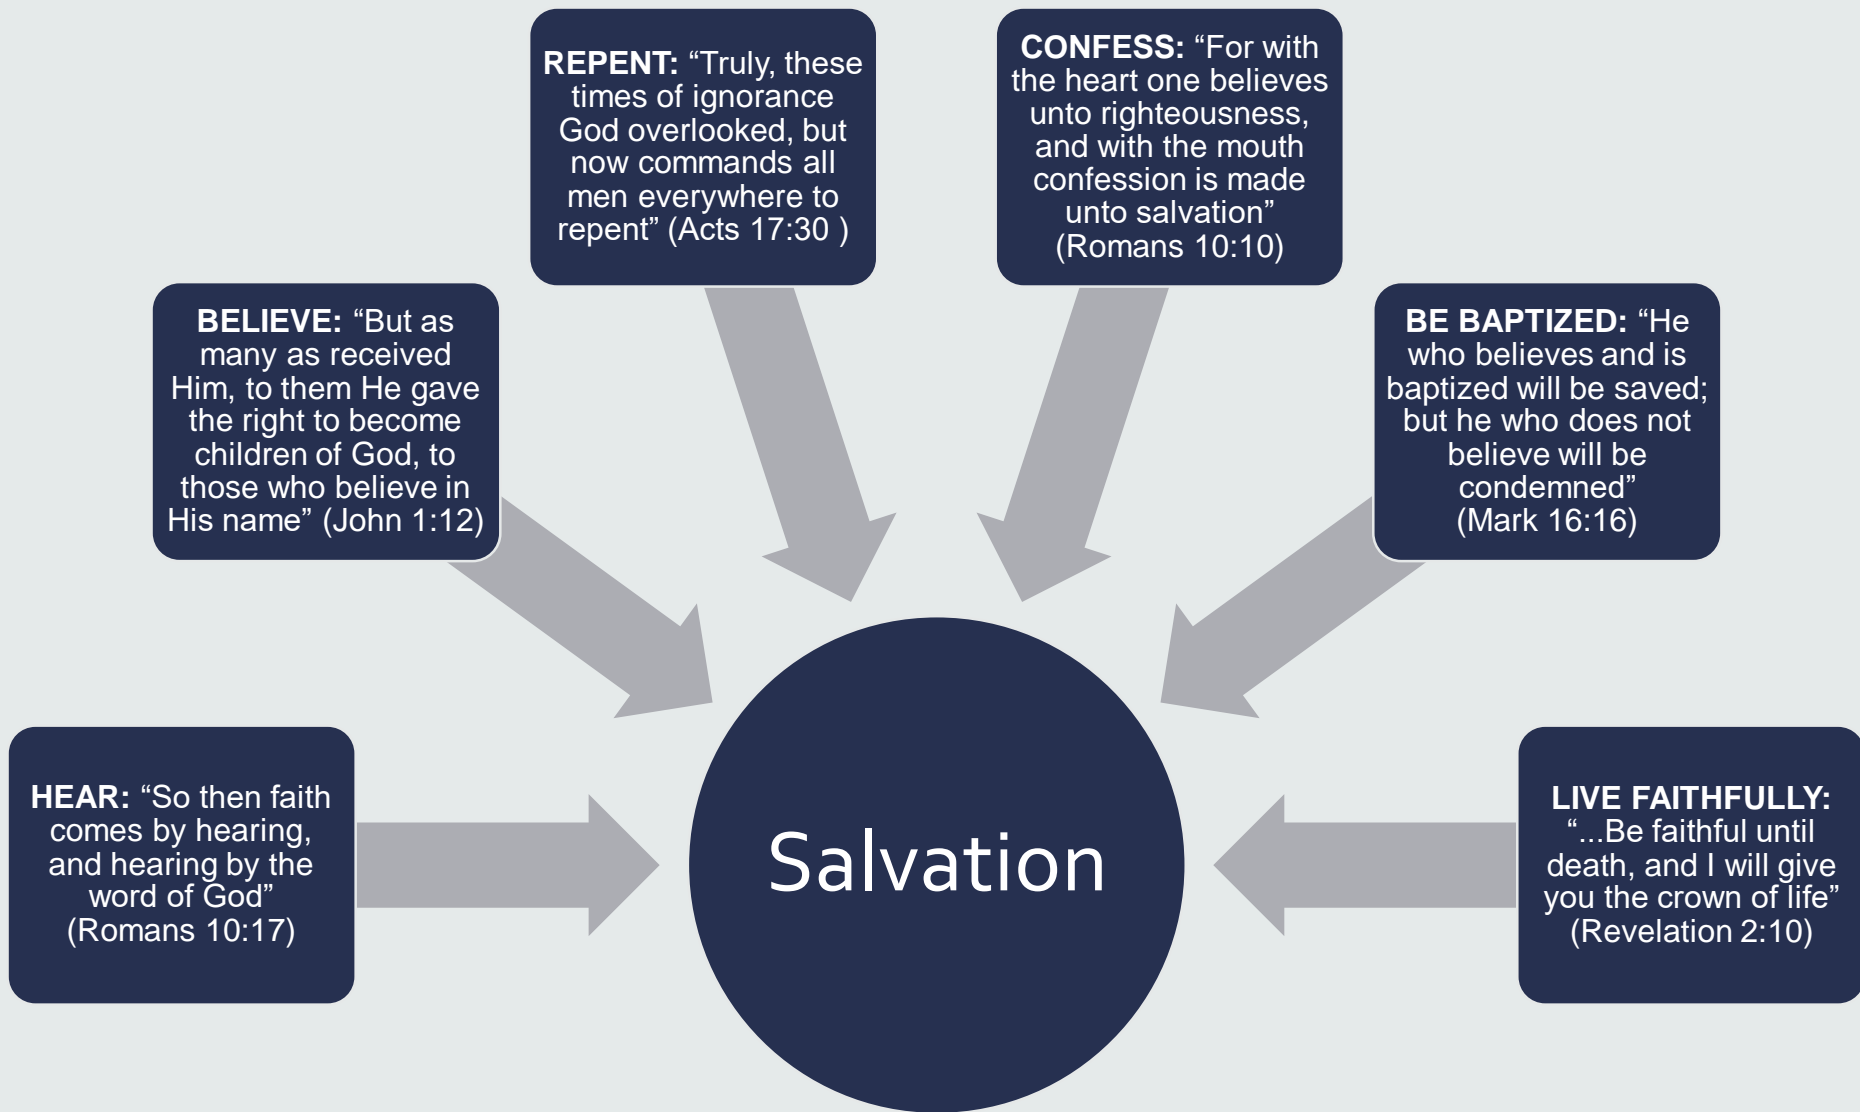 HEAR: “So then faith
comes by hearing,
and hearing by the
word of God”
(Romans 10:17)
BELIEVE: “But as
many as received
Him, to them He gave
the right to become
children of God, to
those who believe in
His name” (John 1:12)
REPENT: “Truly, these
times of ignorance
God overlooked, but
now commands all
men everywhere to
repent” (Acts 17:30 )
CONFESS: “For with
the heart one believes
unto righteousness,
and with the mouth
confession is made
unto salvation”
(Romans 10:10)
BE BAPTIZED: “He
who believes and is
baptized will be saved;
but he who does not
believe will be
condemned”
(Mark 16:16)
LIVE FAITHFULLY:
“...Be faithful until
death, and I will give
you the crown of life”
(Revelation 2:10)
Salvation